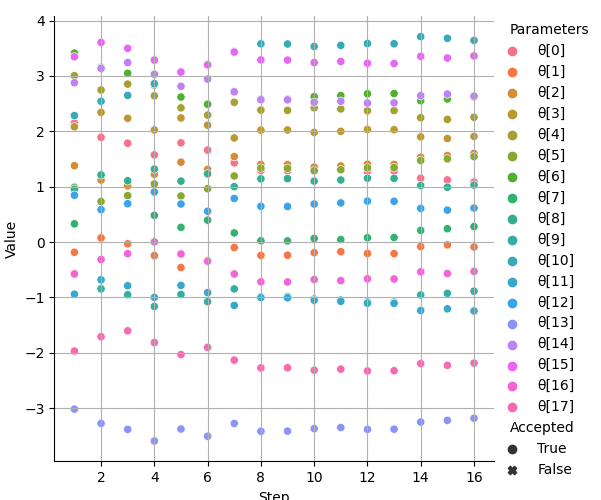 4
3
2
1
0
−1
−2
−3
Value
2
4
6
8
10
12
14
16
Step
Parameters
θ[0]
θ[1]
θ[2]
θ[3]
θ[4]
θ[5]
θ[6]
θ[7]
θ[8]
θ[9]
θ[10]
θ[11]
θ[12]
θ[13]
θ[14]
θ[15]
θ[16]
θ[17]
Accepted
True
False